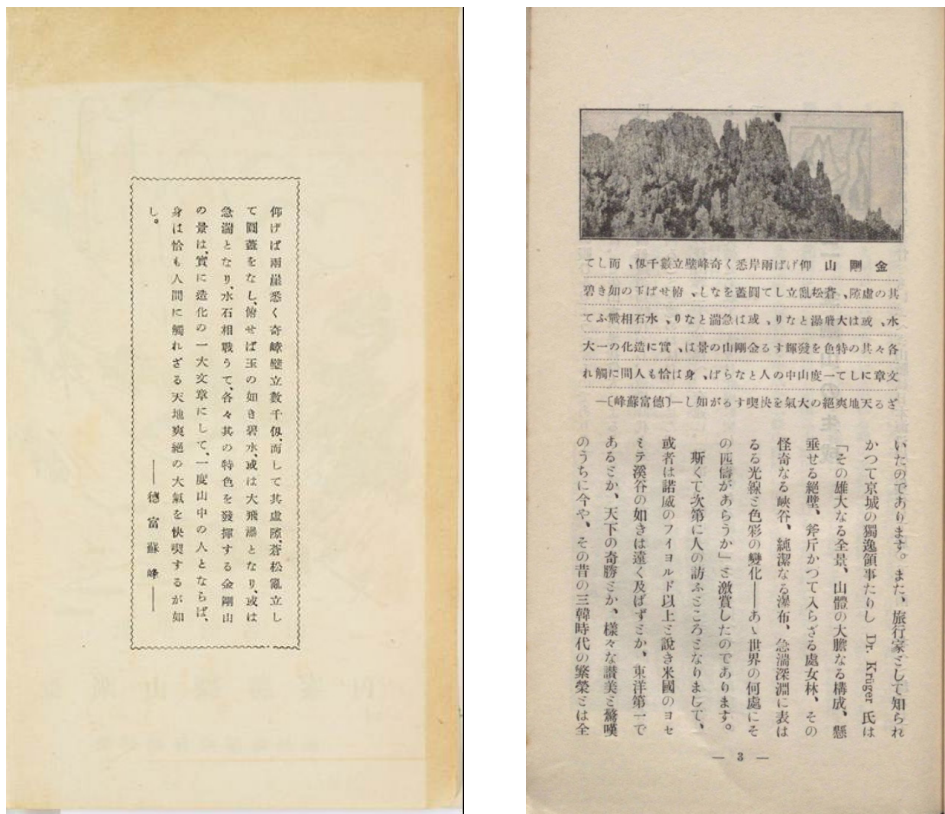 仰げば兩崖悉く奇峰壁立數千仭、而して其虛隙、蒼松亂立し
て圓蓋をなし、俯せば玉の如き碧水、或は大飛瀑となり、或は
急湍となり、水石相戰うて、各々其の特色を發揮する金剛山
の景は、實に造化の一大文章にして、一度山中の人とならば、
身は恰も人間に觸れざる天地爽絕の大氣を快喫するが如
し。
――德富蘇峰――
金剛山 仰げば兩岸悉く奇峰壁立數千仭、而して
其の虛隙、蒼松亂立して圓蓋をなし、俯せば玉の如き碧
水、或は大飛瀑となり、或は急湍となり、水石相戰ふて
各々其の特色を發輝する金剛山の景は、實に造化の一大
文章にして一度山中の人とならば、身は恰も人間に觸れ
ざる天地爽絕の大氣を快喫するが如し―〔德富蘇峰〕―
いたのであります。また、旅行家として知られ
かつて京城の獨逸領事たりし Dr. Krüger 氏は
「その雄大なる全景、山體の大膽なる構成、懸
垂せる絕壁、斧斤かつて入らざる處女林、その
怪奇なる峽谷、純潔なる瀑布、急湍深淵に表は
るる光線と色彩の變化――あゝ世界の何處にそ
の匹儔があらうか」と激賞したのであります。
斯くて次第に人の訪ふところとなりまして、
或者は諾威のフイヨルド以上と說き米國のヨセ
ミテ溪谷の如きは遠く及ばずとか、東洋第一で
あるとか、天下の奇勝とか、樣々な讃美と驚嘆
のうちに今や、その昔の三韓時代の繁榮とは全
― 3 ―